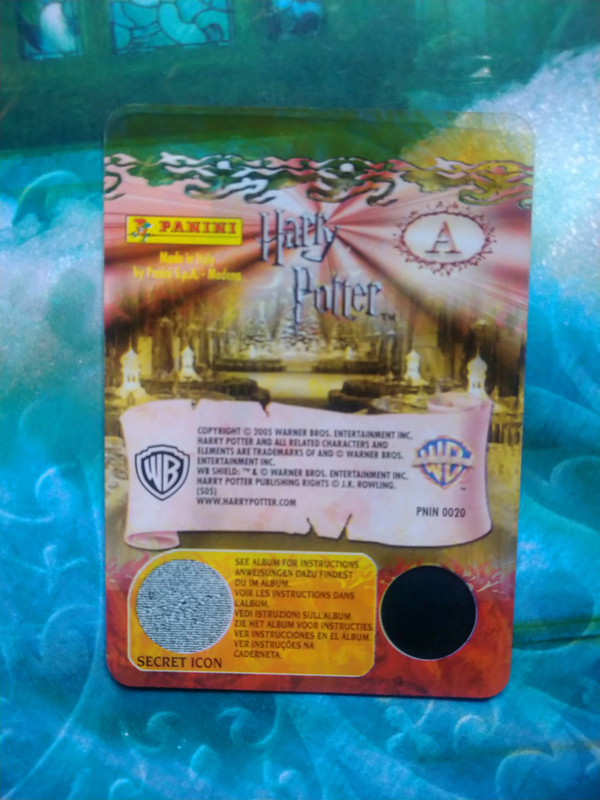 PANINI
Made in Italy
by Panini S.p.A. - Modena
Harry
Potter™
A
COPYRIGHT © 2005 WARNER BROS. ENTERTAINMENT INC.
HARRY POTTER AND ALL RELATED CHARACTERS AND
ELEMENTS ARE TRADEMARKS OF AND © WARNER BROS.
ENTERTAINMENT INC.
WB SHIELD: ™ & © WARNER BROS. ENTERTAINMENT INC.
HARRY POTTER PUBLISHING RIGHTS © J.K. ROWLING.
(S05)
WWW.HARRYPOTTER.COM
WB
WB
PNIN 0020
SEE ALBUM FOR INSTRUCTIONS
ANWEISUNGEN DAZU FINDEST
DU IM ALBUM.
VOIR LES INSTRUCTIONS DANS
L'ALBUM.
VEDI ISTRUZIONI SULL'ALBUM.
ZIE HET ALBUM VOOR INSTRUCTIES
VER INSTRUCCIONES EN EL ÁLBUM.
VER INSTRUÇÕES NA
CADERNETA.
SECRET ICON